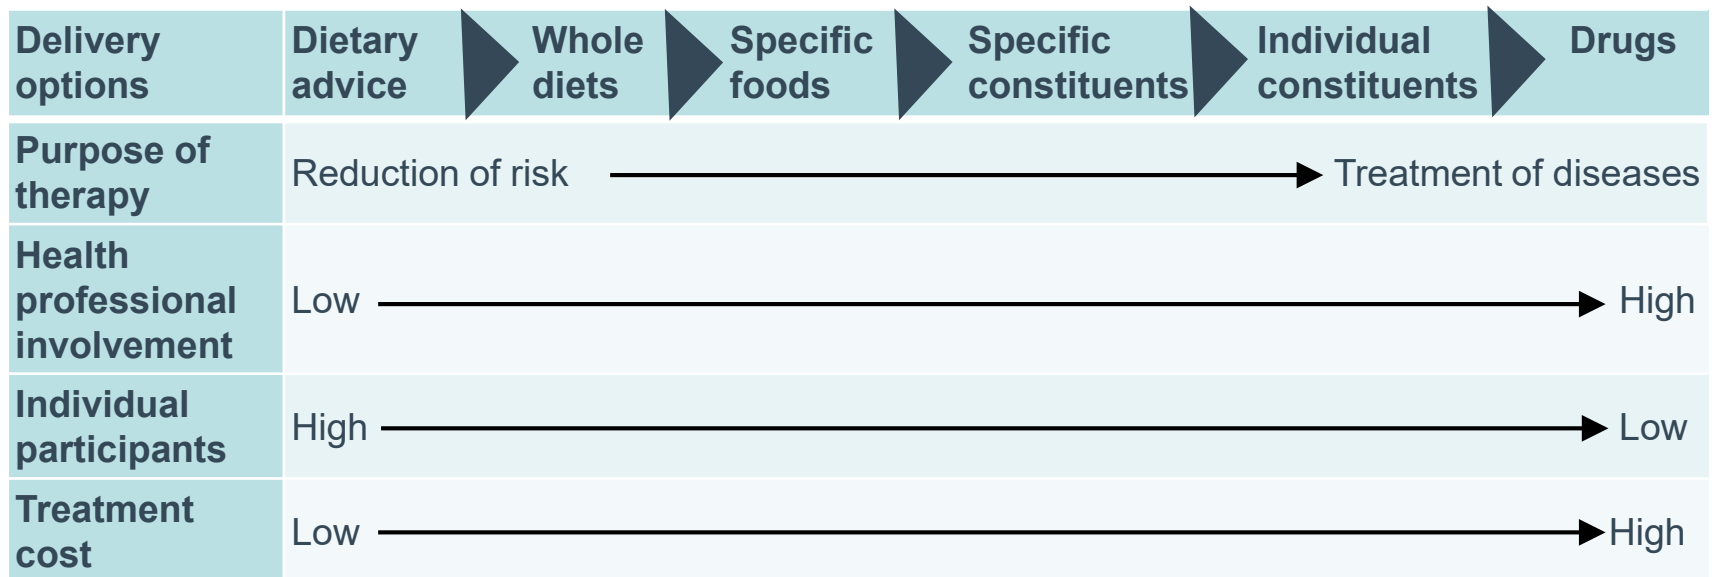 Delivery
options
Dietary
advice
Whole
diets
Specific
foods
Specific
constituents
Individual
constituents
Drugs
Purpose of
therapy
Reduction of risk
Treatment of diseases
Health
professional
involvement
Low
High
Individual
participants
High
Low
Treatment
cost
Low
High